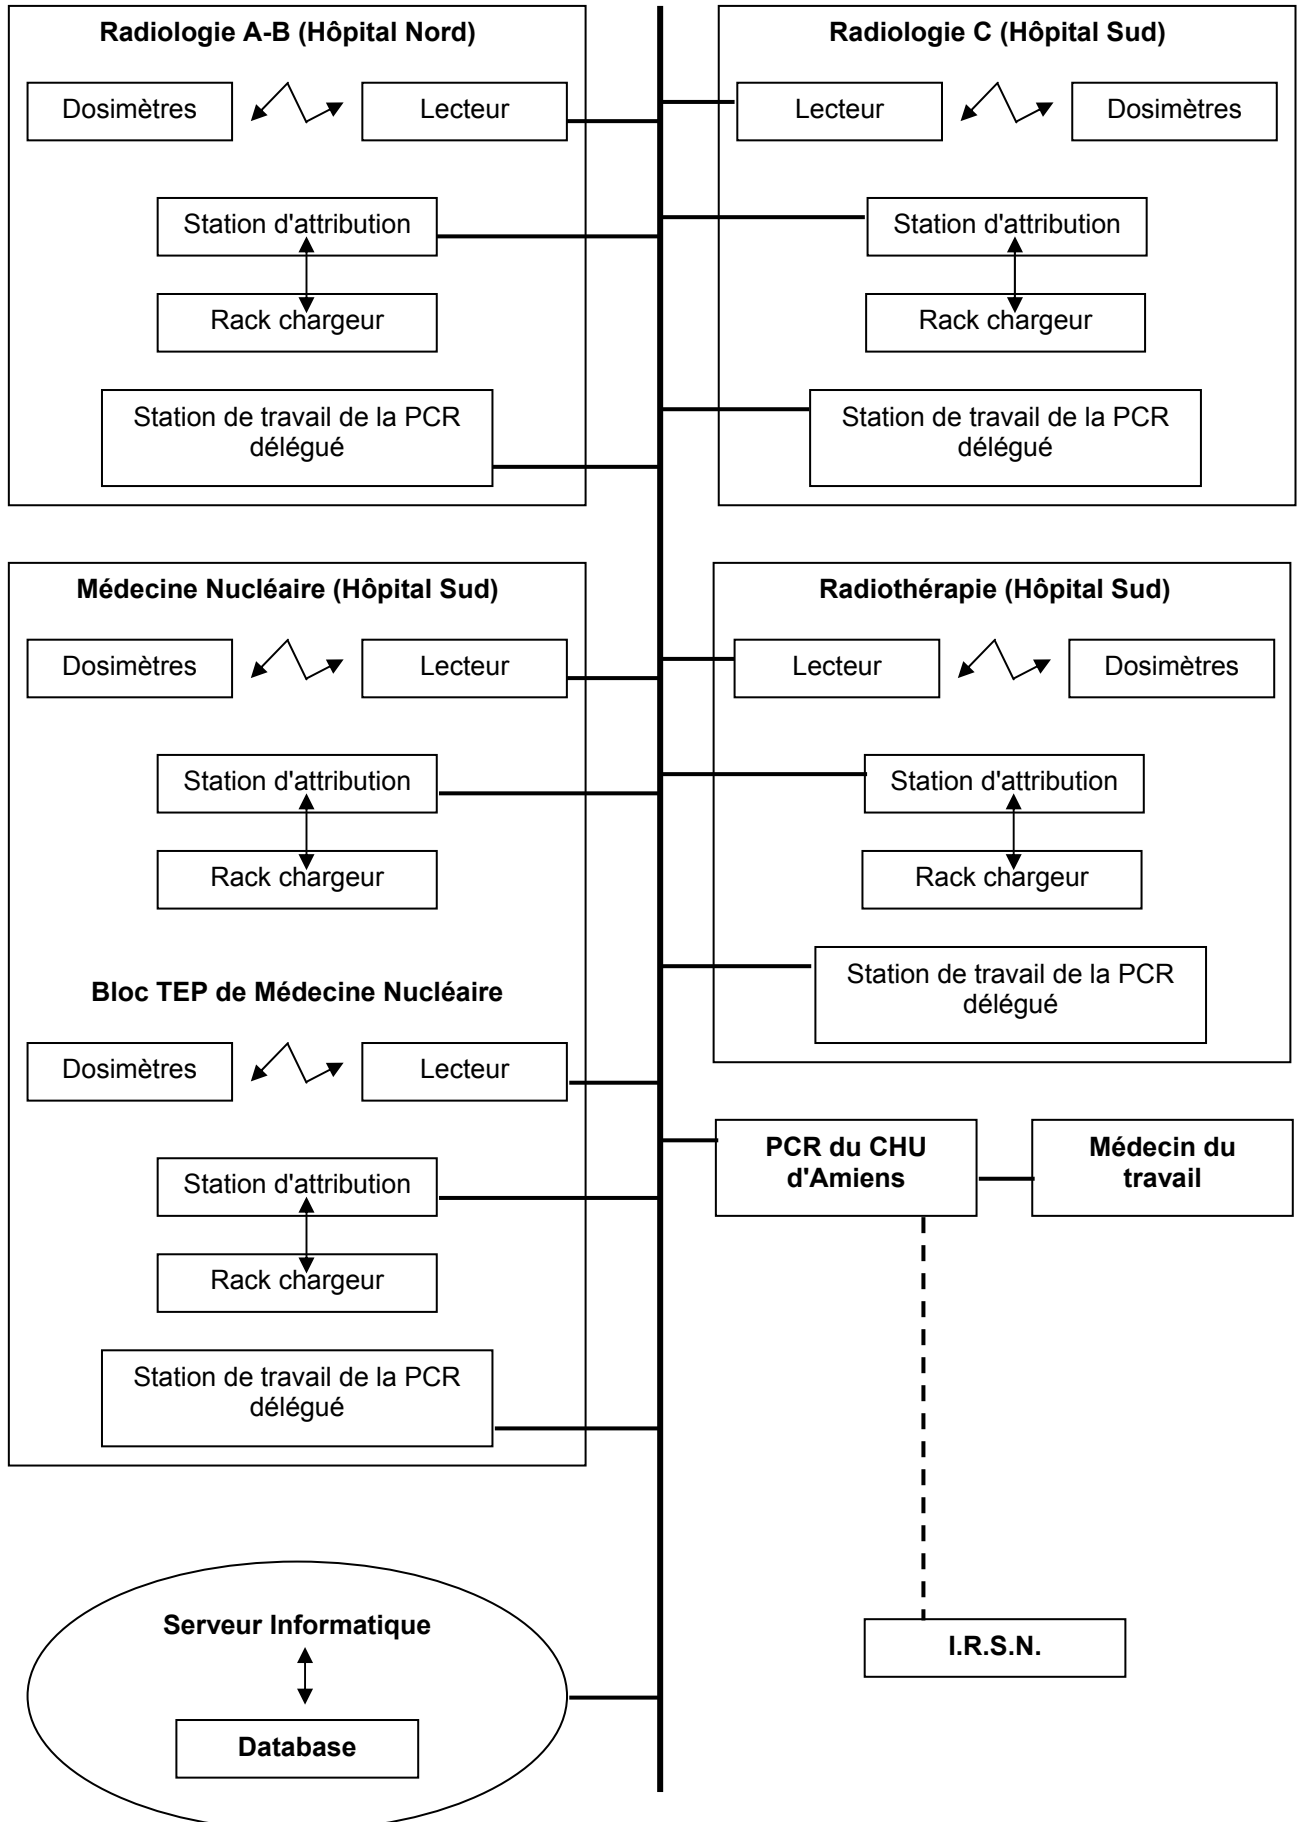 Radiologie A-B (Hôpital Nord)
Dosimètres
Lecteur
Station d'attribution
Rack chargeur
Station de travail de la PCR
délégué
Radiologie C (Hôpital Sud)
Lecteur
Dosimètres
Station d'attribution
Rack chargeur
Station de travail de la PCR
délégué
Médecine Nucléaire (Hôpital Sud)
Dosimètres
Lecteur
Station d'attribution
Rack chargeur
Bloc TEP de Médecine Nucléaire
Dosimètres
Lecteur
Station d'attribution
Rack chargeur
Station de travail de la PCR
délégué
Radiothérapie (Hôpital Sud)
Lecteur
Dosimètres
Station d'attribution
Rack chargeur
Station de travail de la PCR
délégué
PCR du CHU
d'Amiens
Médecin du
travail
I.R.S.N.
Serveur Informatique
Database